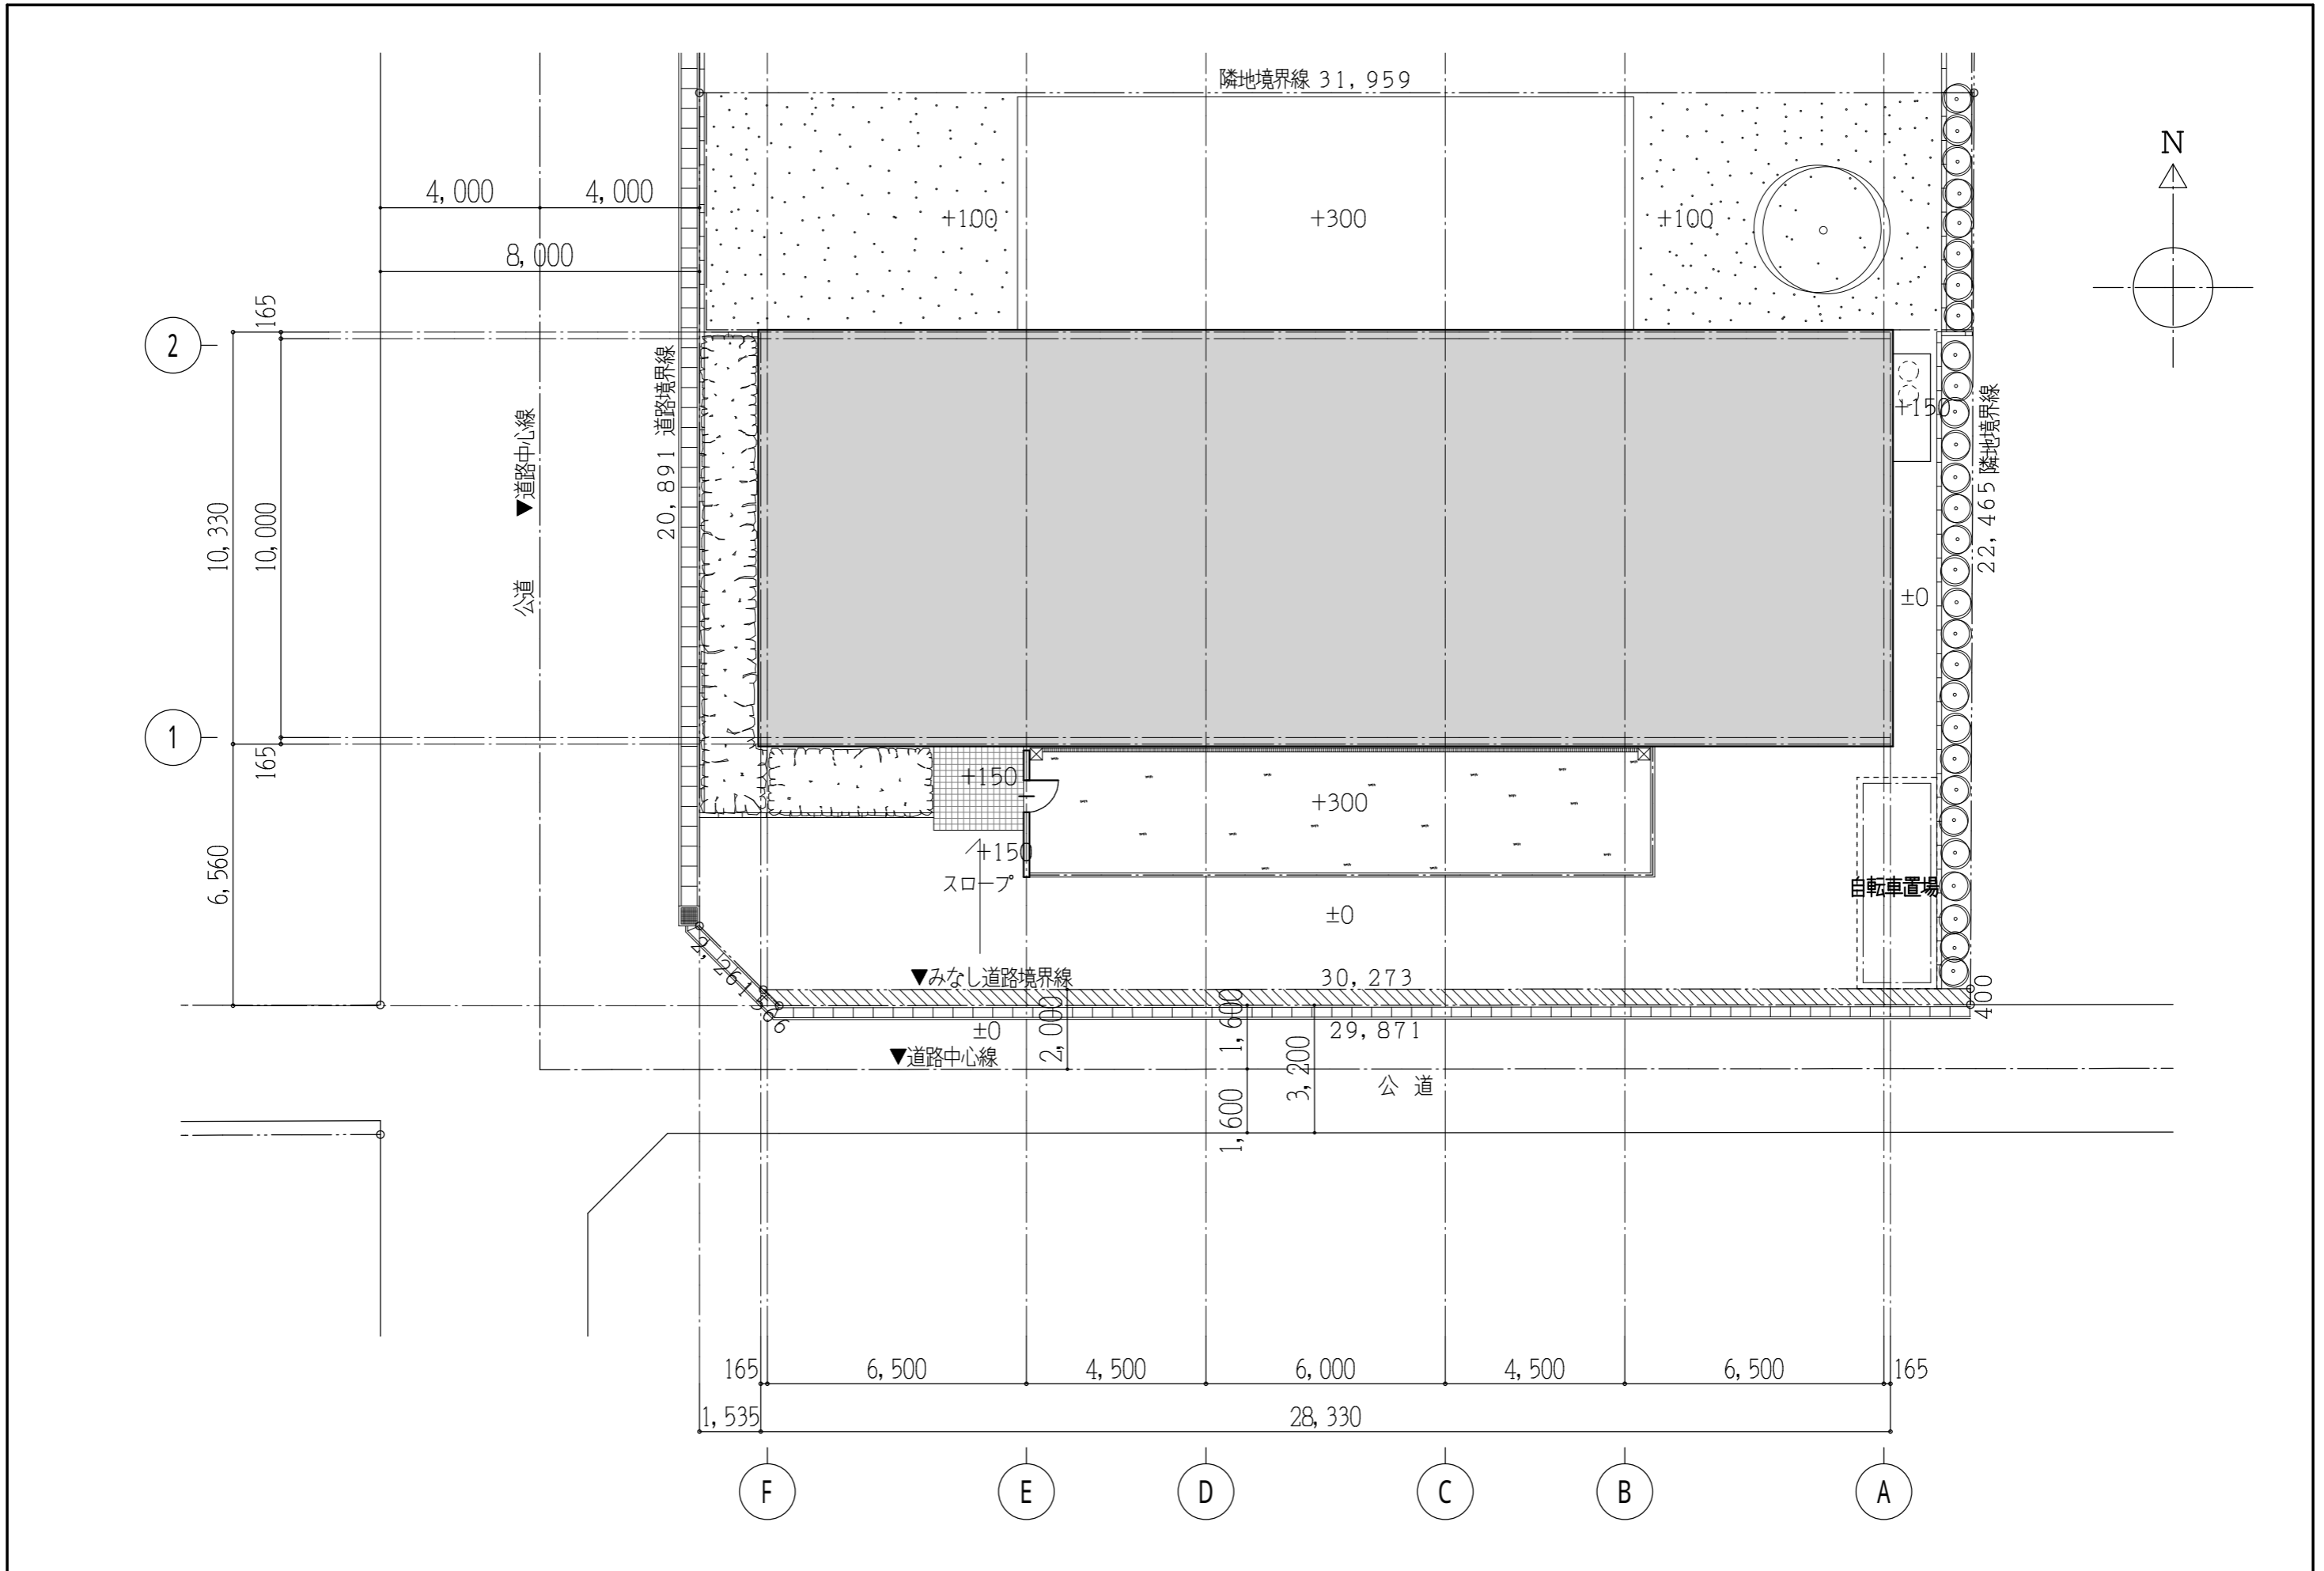 隣地境界線 31,959
N
4,000
4,000
+100
+300
+100
8,000
165
2
20,891 道路境界線
▼道路中心線
公道
10,330
10,000
+150
22,465 隣地境界線
±0
1
165
6,560
+150
+300
+150
スロープ
自転車置場
±0
2,261
▼みなし道路境界線
30,273
400
±0
2,000
1,600
29,871
▼道路中心線
3,200
公 道
1,600
165
6,500
4,500
6,000
4,500
6,500
165
1,535
28,330
F
E
D
C
B
A